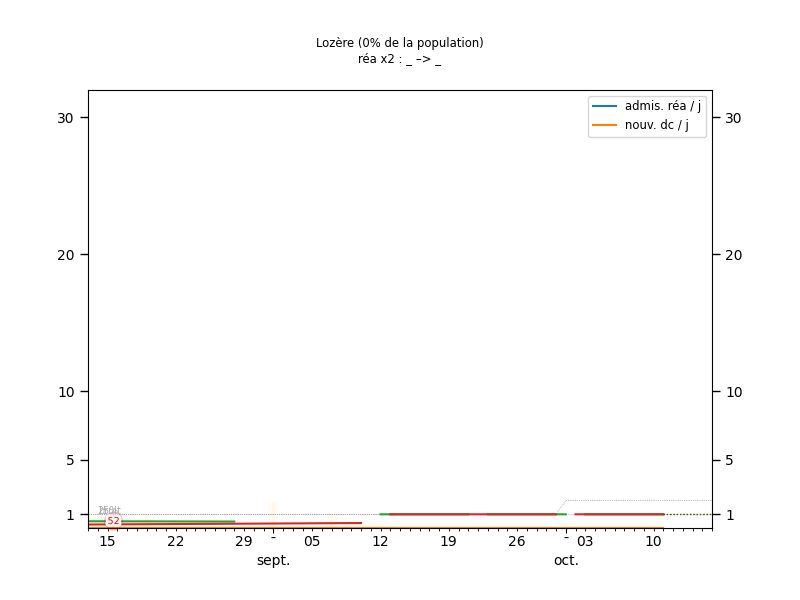 Lozère (0% de la population)
réa x2 : _ –> _
admis. réa / j
nouv. dc / j
30 30
20 20
10 10
5 5
1 1
52
15 22 29 - 05 12 19 26 - 03 10
sept. oct.